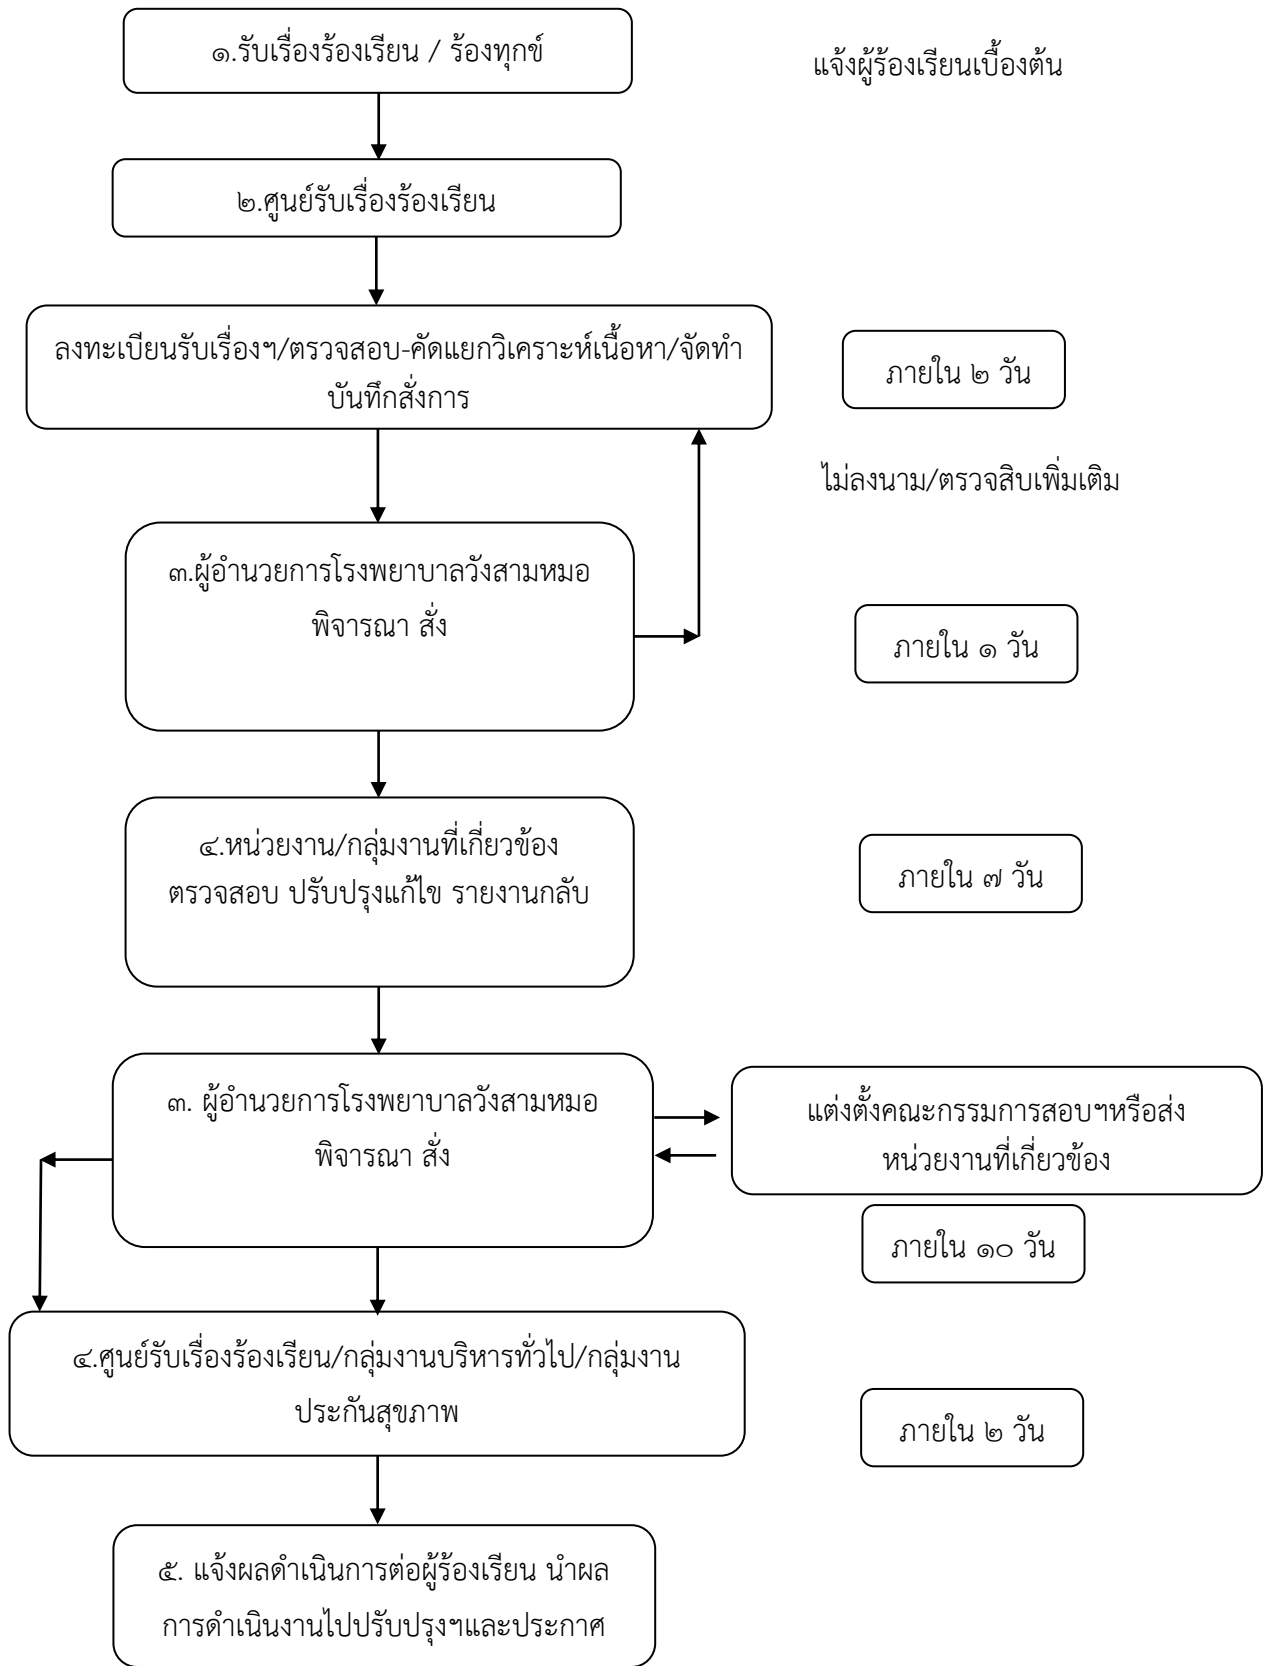 ๑.รับเรื่องร้องเรียน / ร้องทุกข์
แจ้งผู้ร้องเรียนเบื้องต้น
๒.ศูนย์รับเรื่องร้องเรียน
ลงทะเบียนรับเรื่องฯ/ตรวจสอบ-คัดแยกวิเคราะห์เนื้อหา/จัดทำ
บันทึกสั่งการ
ภายใน ๒ วัน
ไม่ลงนาม/ตรวจสิบเพิ่มเติม
๓.ผู้อำนวยการโรงพยาบาลวังสามหมอ
พิจารณา สั่ง
ภายใน ๑ วัน
๔.หน่วยงาน/กลุ่มงานที่เกี่ยวข้อง
ตรวจสอบ ปรับปรุงแก้ไข รายงานกลับ
ภายใน ๗ วัน
๓. ผู้อำนวยการโรงพยาบาลวังสามหมอ
พิจารณา สั่ง
แต่งตั้งคณะกรรมการสอบฯหรือส่ง
หน่วยงานที่เกี่ยวข้อง
ภายใน ๑๐ วัน
๔.ศูนย์รับเรื่องร้องเรียน/กลุ่มงานบริหารทั่วไป/กลุ่มงาน
ประกันสุขภาพ
ภายใน ๒ วัน
๕. แจ้งผลดำเนินการต่อผู้ร้องเรียน นำผล
การดำเนินงานไปปรับปรุงฯและประกาศ